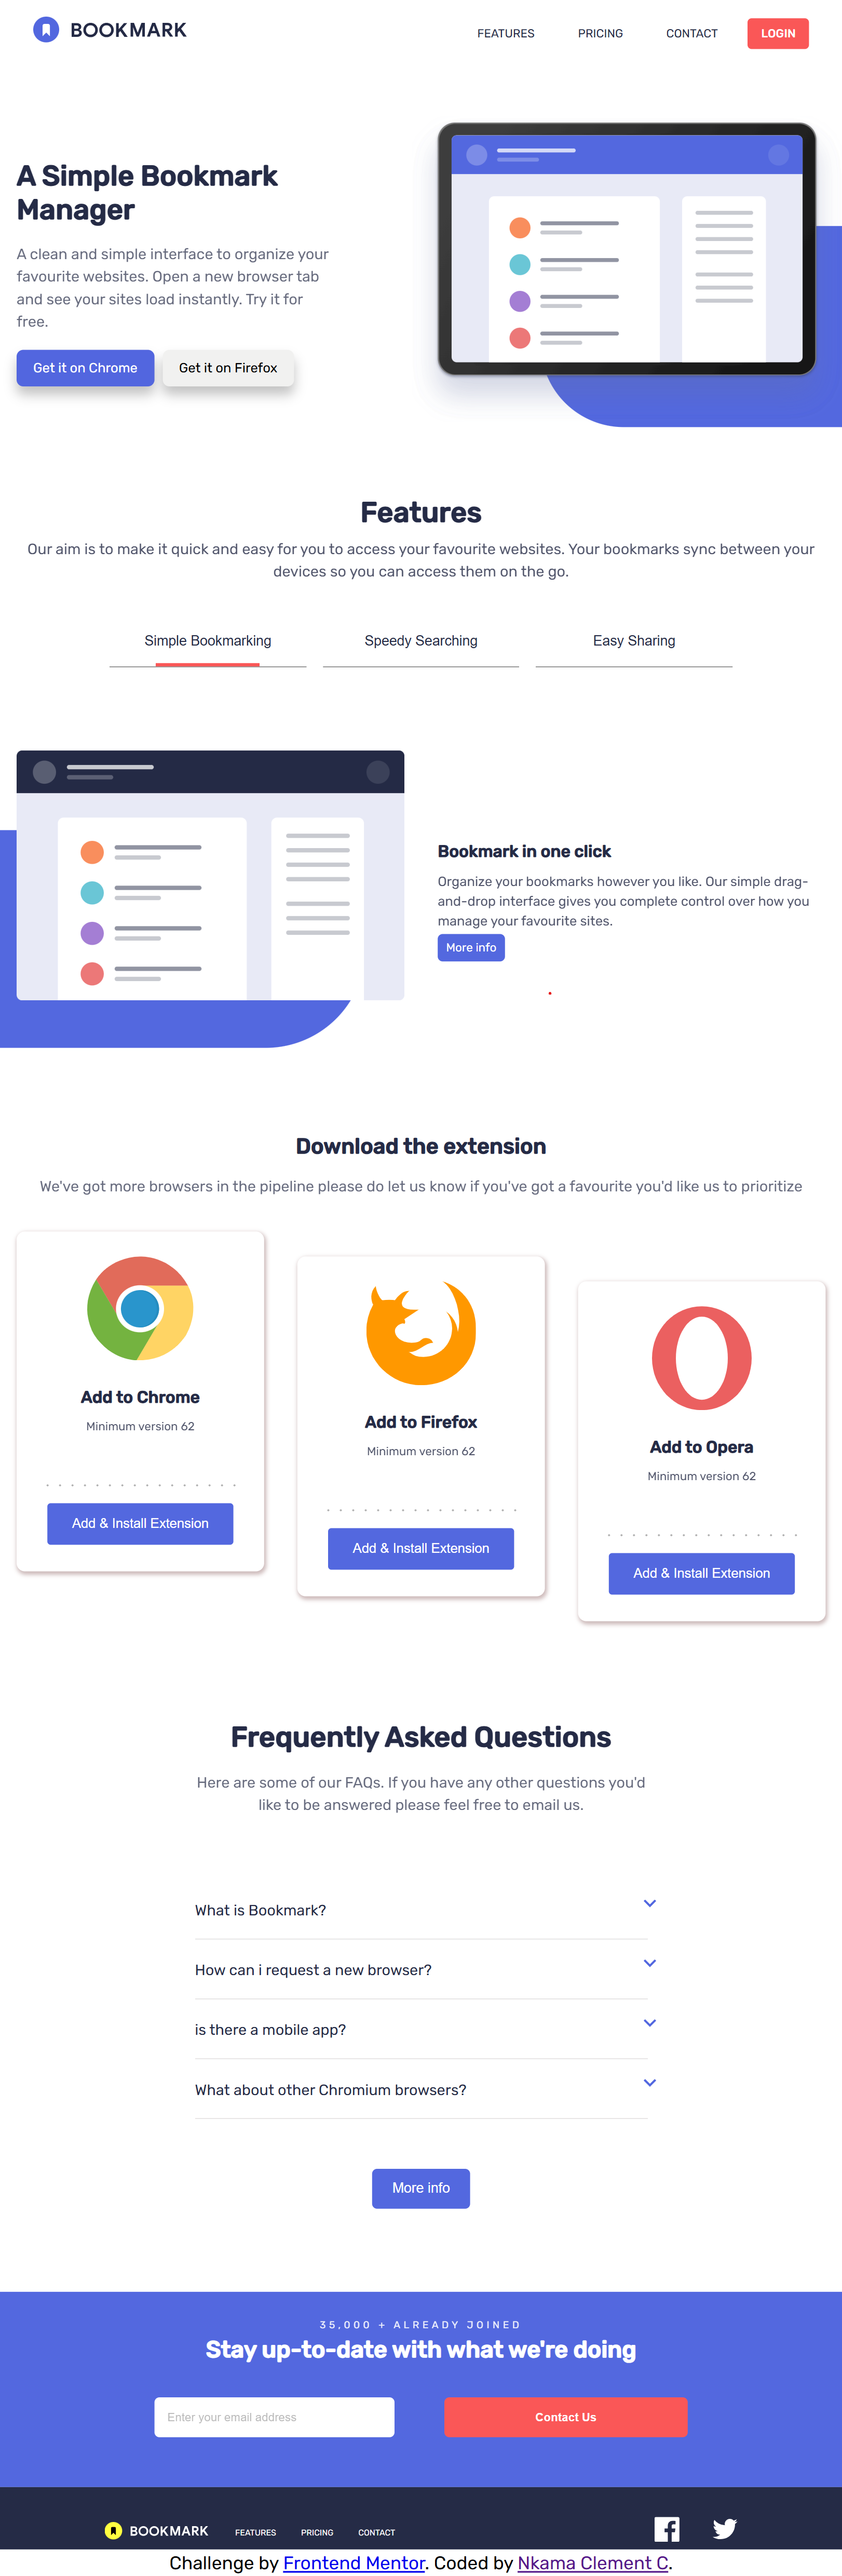 BOOKMARK
FEATURES PRICING CONTACT LOGIN
A Simple Bookmark
Manager
A clean and simple interface to organize your
favourite websites. Open a new browser tab
and see your sites load instantly. Try it for
free.
Get it on Chrome Get it on Firefox
Features
Our aim is to make it quick and easy for you to access your favourite websites. Your bookmarks sync between your
devices so you can access them on the go.
Simple Bookmarking Speedy Searching Easy Sharing
Bookmark in one click
Organize your bookmarks however you like. Our simple drag-
and-drop interface gives you complete control over how you
manage your favourite sites.
More info
Download the extension
We've got more browsers in the pipeline please do let us know if you've got a favourite you'd like us to prioritize
Add to Chrome
Minimum version 62
Add & Install Extension
Add to Firefox
Minimum version 62
Add & Install Extension
Add to Opera
Minimum version 62
Add & Install Extension
Frequently Asked Questions
Here are some of our FAQs. If you have any other questions you'd
like to be answered please feel free to email us.
What is Bookmark?
How can i request a new browser?
is there a mobile app?
What about other Chromium browsers?
More info
35,000 + ALREADY JOINED
Stay up-to-date with what we're doing
Enter your email address Contact Us
BOOKMARK FEATURES PRICING CONTACT
Challenge by Frontend Mentor. Coded by Nkama Clement C.